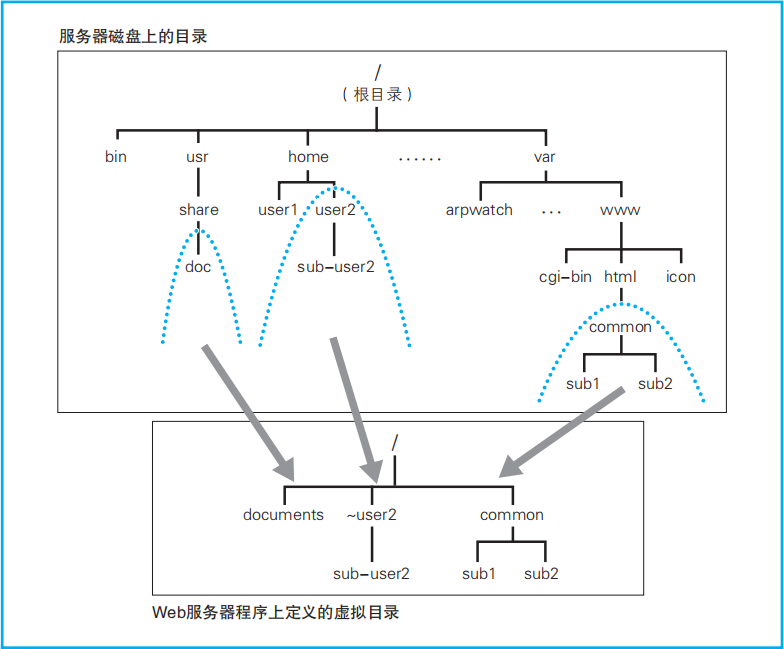 服务器磁盘上的目录
/
（根目录）
bin usr home ...... var
share user1 user2 arpwatch ... www
doc sub-user2 cgi-bin html icon
common
sub1 sub2
/
documents ~user2 common
sub-user2 sub1 sub2
Web服务器程序上定义的虚拟目录